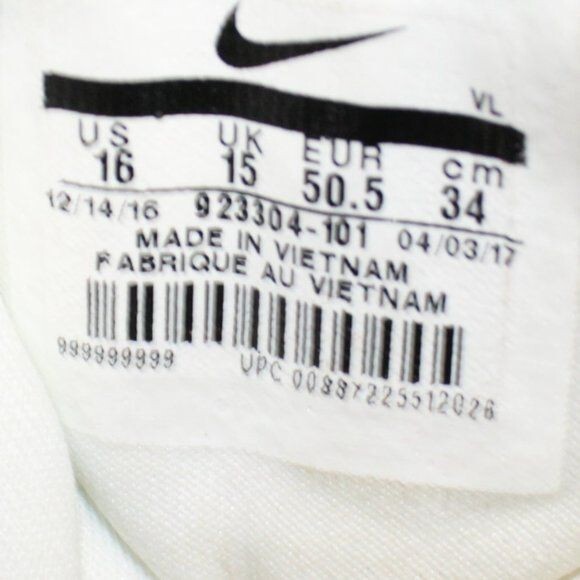 VL
US UK EUR cm
16 15 50.5 34
12/14/16 923304-101 04/03/17
MADE IN VIETNAM
FABRIQUE AU VIETNAM
999999999 UPC 00887225512026